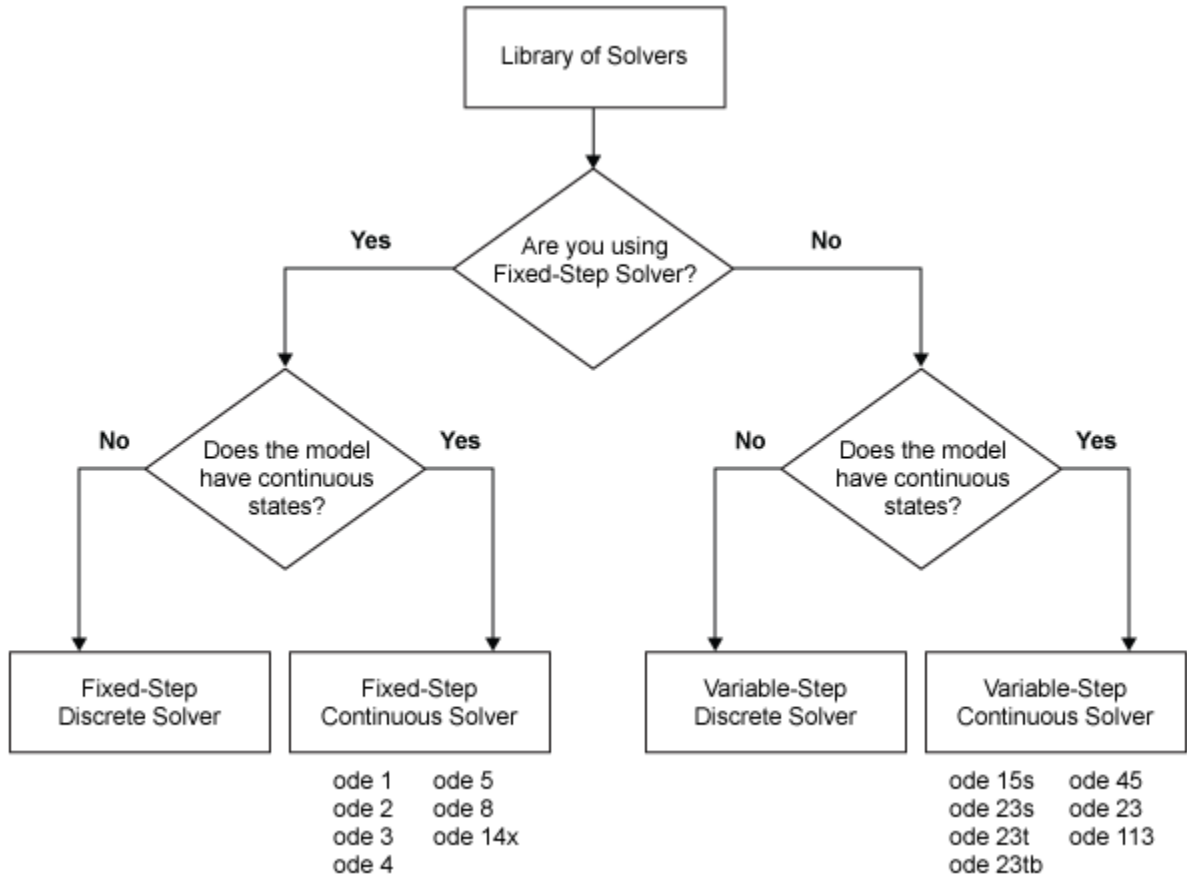 Library of Solvers
Yes
Are you using
Fixed-Step Solver?
No
No
Does the model
have continuous
states?
Yes
No
Does the model
have continuous
states?
Yes
Fixed-Step
Discrete Solver
Fixed-Step
Continuous Solver
Variable-Step
Discrete Solver
Variable-Step
Continuous Solver
ode 1
ode 2
ode 3
ode 4
ode 5
ode 8
ode 14x
ode 15s
ode 23s
ode 23t
ode 23tb
ode 45
ode 23
ode 113